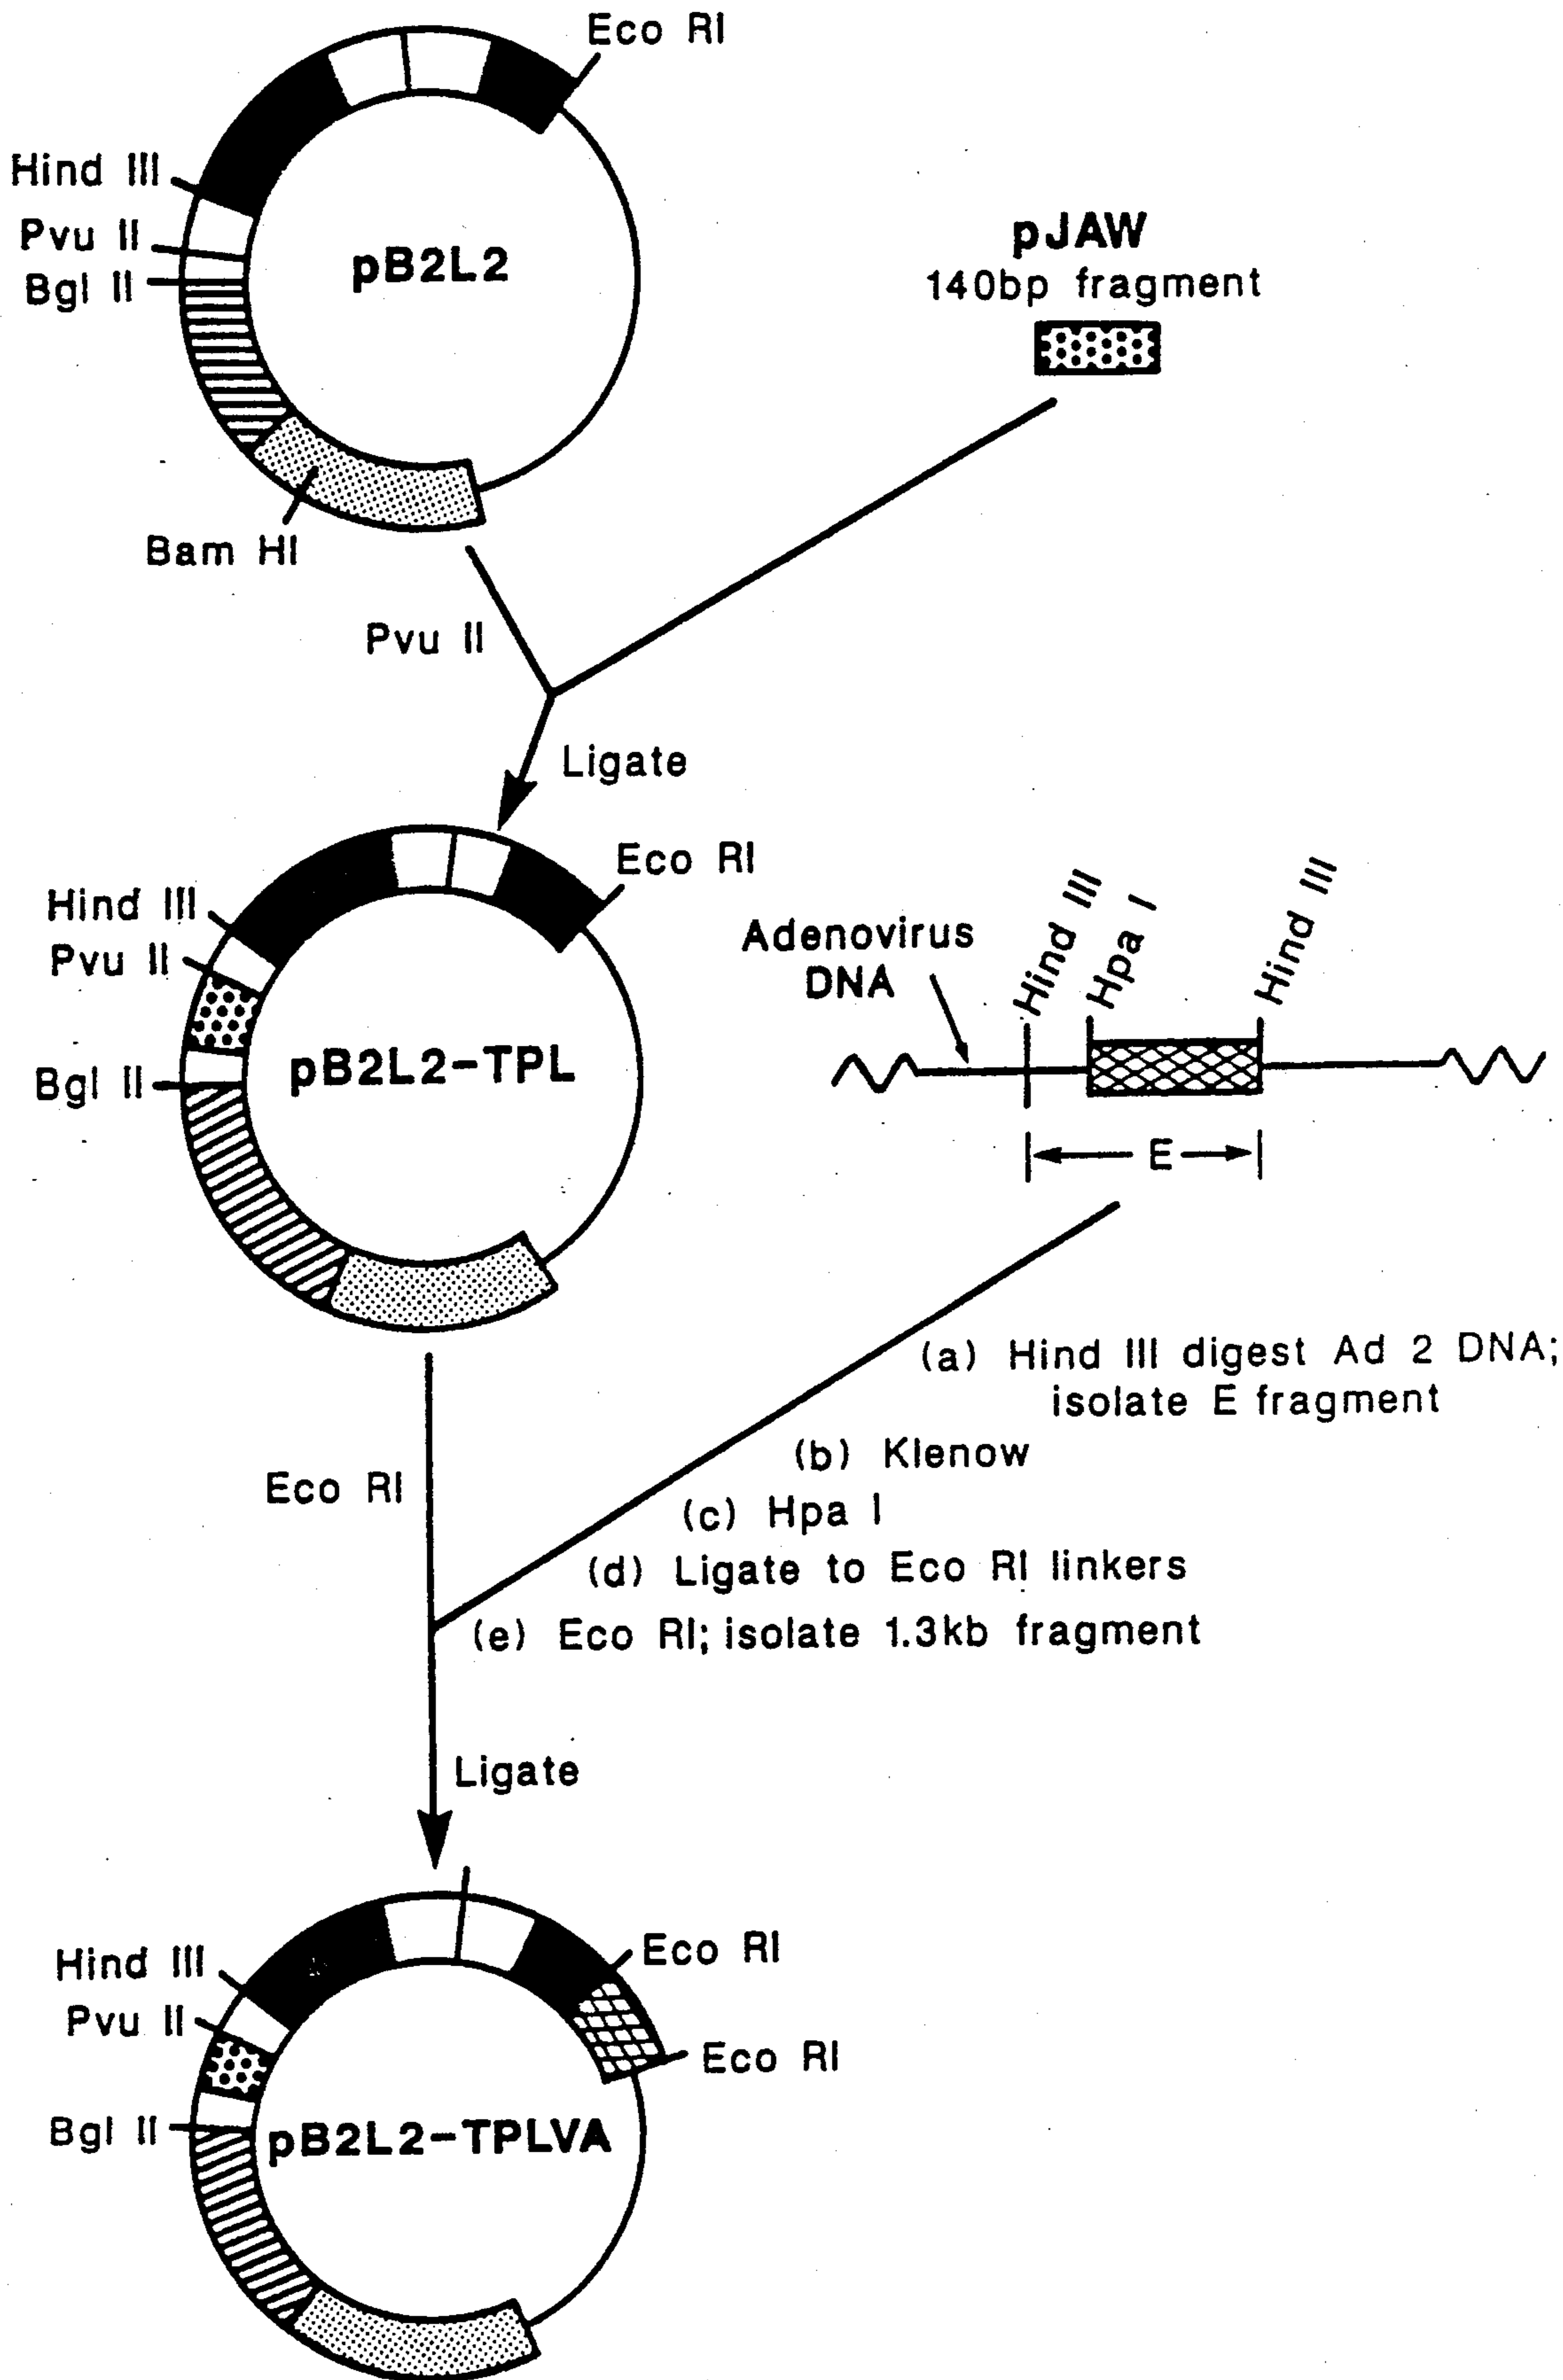 Eco RI
Hind III
Pvu II
Bgl II
pB2L2
Bam HI
pJAW
140bp fragment
Pvu II
Ligate
Eco RI
Hind III
Pvu II
Bgl II
pB2L2-TPL
Adenovirus
DNA
Hind III
Hpa I
Hind III
E
(a) Hind III digest Ad 2 DNA;
isolate E fragment
(b) Klenow
(c) Hpa I
(d) Ligate to Eco RI linkers
(e) Eco RI; isolate 1.3kb fragment
Eco RI
Ligate
Eco RI
Hind III
Pvu II
Eco RI
Bgl II
pB2L2-TPLVA